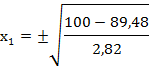 x₁ = ± √((100 − 89,48) / 2,82)